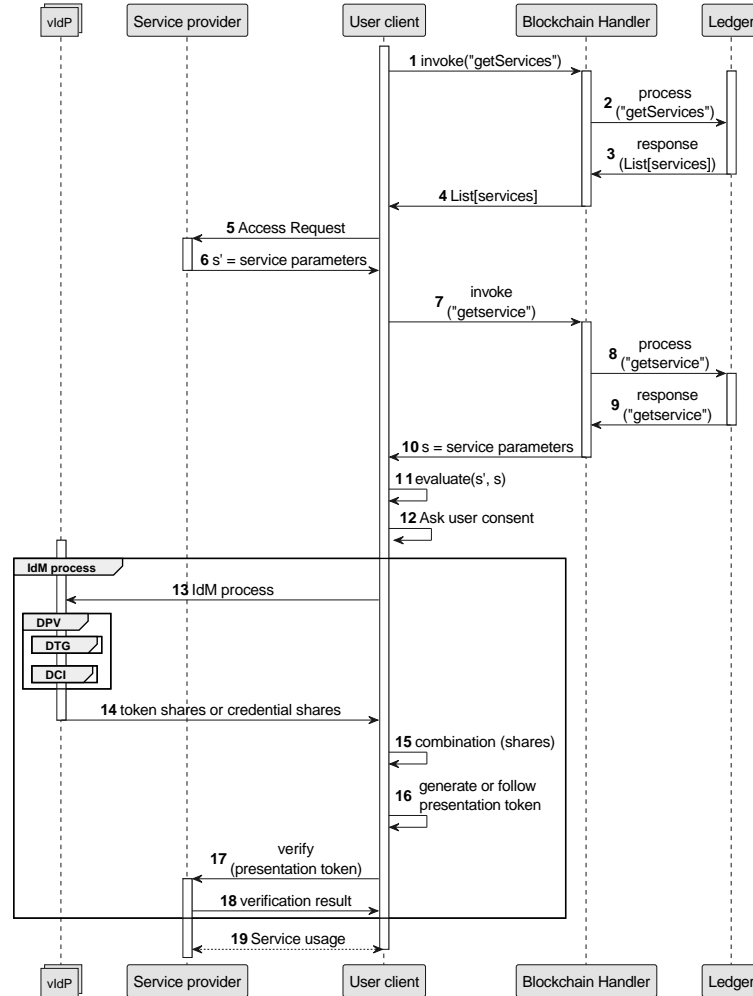 vIdP
Service provider
User client
Blockchain Handler
Ledger
1 invoke("getServices")
process
2 ("getServices")
response
3 (List[services])
4 List[services]
5 Access Request
6 s' = service parameters
invoke
7 ("getservice")
process
8 ("getservice")
response
9 ("getservice")
10 s = service parameters
11 evaluate(s', s)
12 Ask user consent
IdM process
13 IdM process
DPV
DTG
DCI
14 token shares or credential shares
15 combination (shares)
generate or follow
16 presentation token
verify
17 (presentation token)
18 verification result
19 Service usage
vIdP
Service provider
User client
Blockchain Handler
Ledger